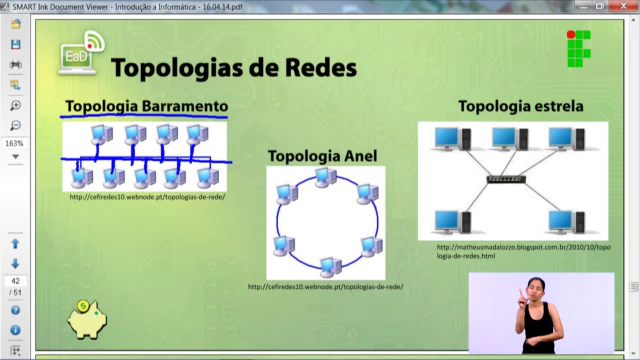 SMART Ink Document Viewer - Introdução a Informática - 16.04.14.pdf
EaD
Topologias de Redes
Topologia Barramento
http://cefiredes10.webnode.pt/topologias-de-rede/
Topologia Anel
http://cefiredes10.webnode.pt/topologias-de-rede/
Topologia estrela
http://matheusmadalozzo.blogspot.com.br/2010/10/topo
logia-de-redes.html
163%
42
/ 51